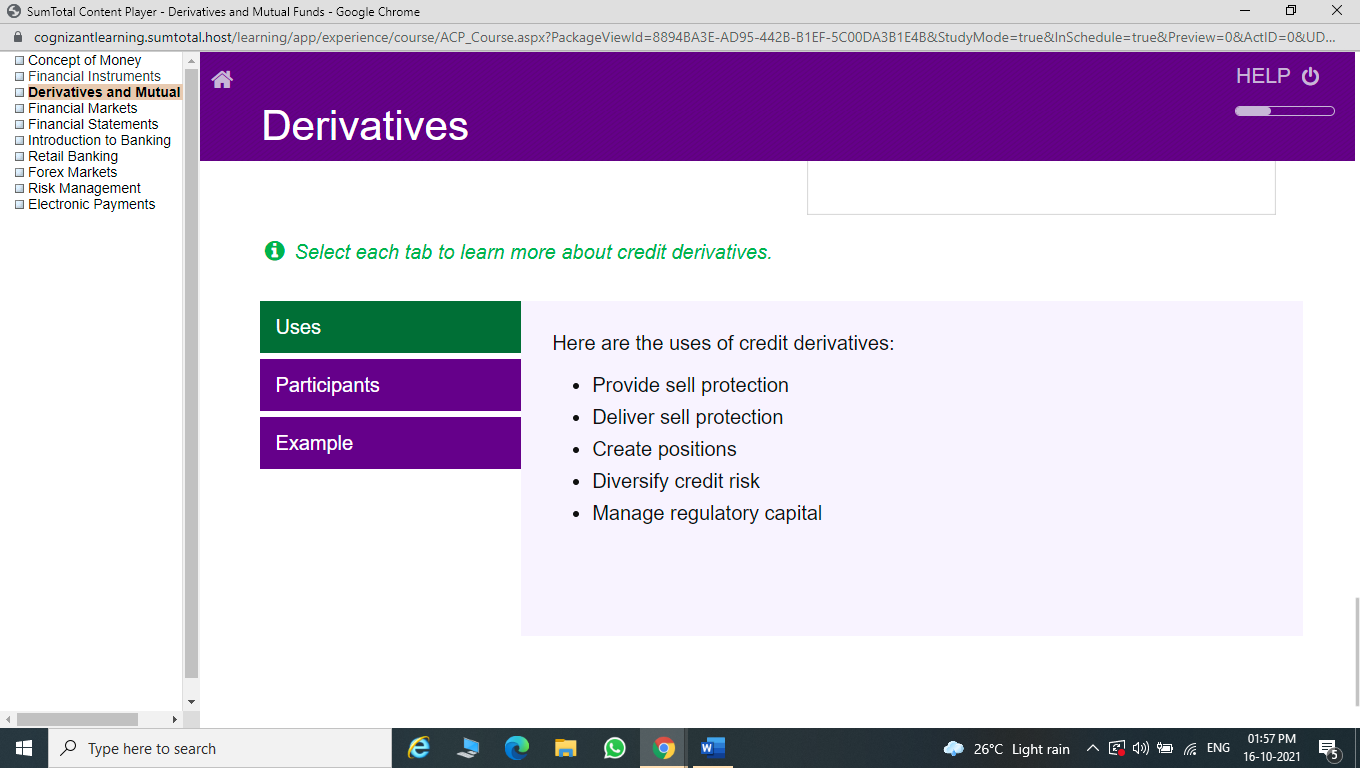 SumTotal Content Player - Derivatives and Mutual Funds - Google Chrome
cognizantlearning.sumtotal.host/learning/app/experience/course/ACP_Course.aspx?PackageViewId=8894BA3E-AD95-442B-B1EF-5C00DA3B1E4B&StudyMode=true&InSchedule=true&Preview=0&ActID=0&UD...
Concept of Money
Financial Instruments
Derivatives and Mutual
Financial Markets
Financial Statements
Introduction to Banking
Retail Banking
Forex Markets
Risk Management
Electronic Payments
HELP
Derivatives
Select each tab to learn more about credit derivatives.
Uses
Participants
Example
Here are the uses of credit derivatives:
• Provide sell protection
• Deliver sell protection
• Create positions
• Diversify credit risk
• Manage regulatory capital
Type here to search
26°C Light rain
ENG
01:57 PM
16-10-2021
5